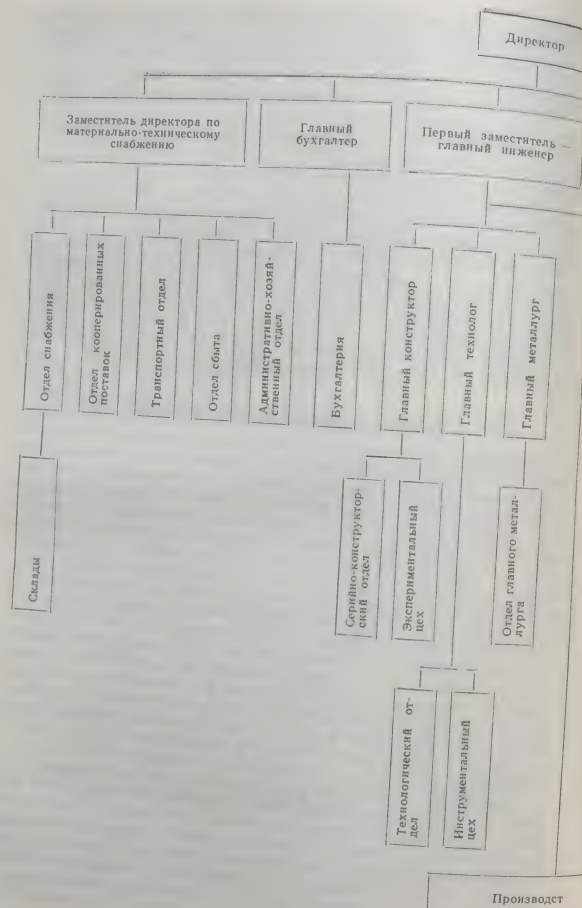 Директор
Заместитель директора по
материально-техническому
снабжению
Главный
бухгалтер
Первый заместитель —
главный инженер
Отдел снабжения
Отдел кооперированных
поставок
Транспортный отдел
Отдел сбыта
Административно-хозяй-
ственный отдел
Бухгалтерия
Главный конструктор
Главный технолог
Главный металлург
Склады
Серийно-конструктор-
ский отдел
Экспериментальный
цех
Отдел главного метал-
лурга
Технологический от-
дел
Инструментальный
цех
Производст